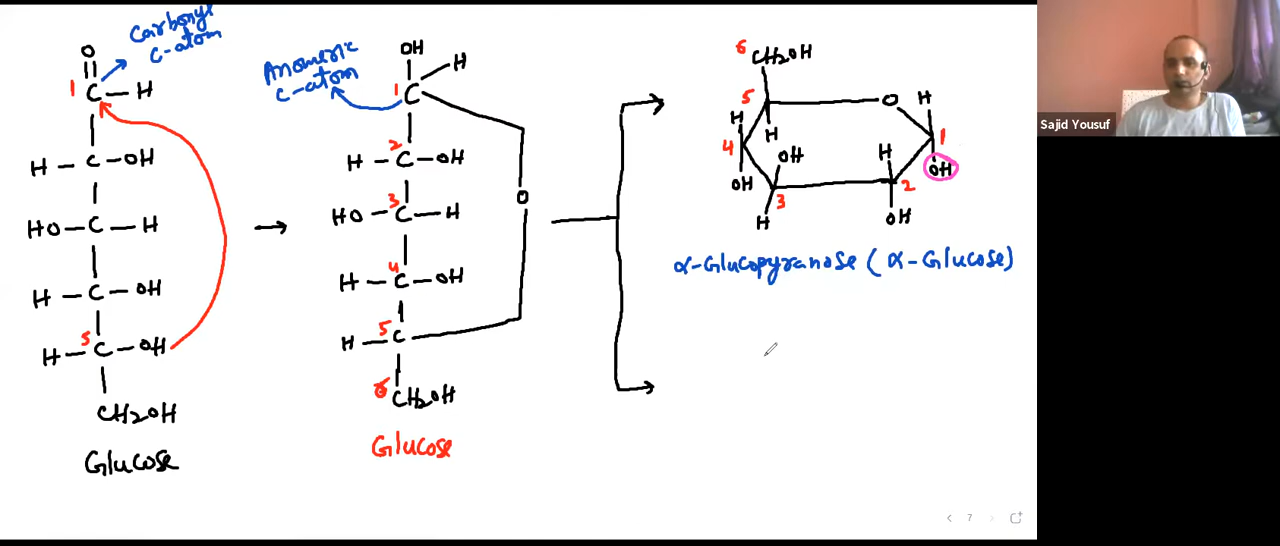 Carbonyl
C-atom
O
1 C - H
H - C - OH
HO - C - H
H - C - OH
5
H - C - OH
CH2OH
Glucose
Anomeric
C-atom
OH
H
1 C
2
H - C - OH
O
3
HO - C - H
4
H - C - OH
5
H - C
6 CH2OH
Glucose
6 CH2OH
5
O
H
H
H
1
4
OH
H
OH
OH
3
2
H
OH
α-Glucopyranose (α-Glucose)
Sajid Yousuf
7